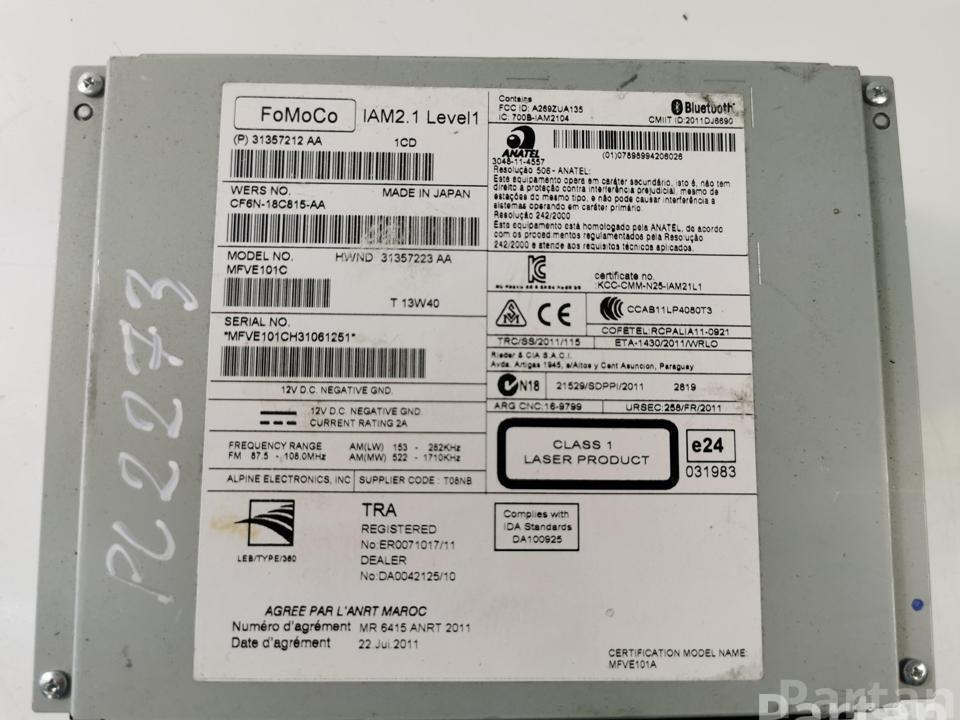 FoMoCo IAM2.1 Level1
(P) 31357212 AA 1CD
WERS NO. MADE IN JAPAN
CF6N-18C815-AA
MODEL NO. HWND 31357223 AA
MFVE101C
T 13W40
SERIAL NO.
*MFVE101CH31061251*
12V D.C. NEGATIVE GND.
12V D.C. NEGATIVE GND.
CURRENT RATING 2A
FREQUENCY RANGE AM(LW) 153 - 282KHz
FM 87.5 - 108.0MHz AM(MW) 522 - 1710KHz
ALPINE ELECTRONICS, INC SUPPLIER CODE : T08NB
Contains
FCC ID: A269ZUA135
IC: 700B-IAM2104
Bluetooth
CMIIT ID:2011DJ6690
ANATEL
3048-11-4557
(01)07898994206026
Resolução 506 - ANATEL:
Este equipamento opera em caráter secundário, isto é, não tem
direito a proteção contra interferência prejudicial, mesmo de
estações do mesmo tipo, e não pode causar interferência a
sistemas operando em caráter primário.
Resolução 242/2000
Este equipamento está homologado pela ANATEL, de acordo
com os procedimentos regulamentados pela Resolução
242/2000 e atende aos requisitos técnicos aplicados.
certificate no.
:KCC-CMM-N25-IAM21L1
CE CCAB11LP4080T3
COFETEL:RCPALIA11-0921
TRC/SS/2011/115 ETA-1430/2011/WRLO
Rieder & CIA S.A.C.I.
Avda. Artigas 1945, e/Altos y Cent Asuncion, Paraguay
N18 21529/SDPPI/2011 2819
ARG CNC:16-9799 URSEC:258/FR/2011
CLASS 1
LASER PRODUCT
e24
031983
LEB/TYPE/360
TRA
REGISTERED
No:ER0071017/11
DEALER
No:DA0042125/10
Complies with
IDA Standards
DA100925
AGREE PAR L'ANRT MAROC
Numéro d'agrément MR 6415 ANRT 2011
Date d'agrément 22.Jul.2011
CERTIFICATION MODEL NAME:
MFVE101A
PL2273
Partan
Partan